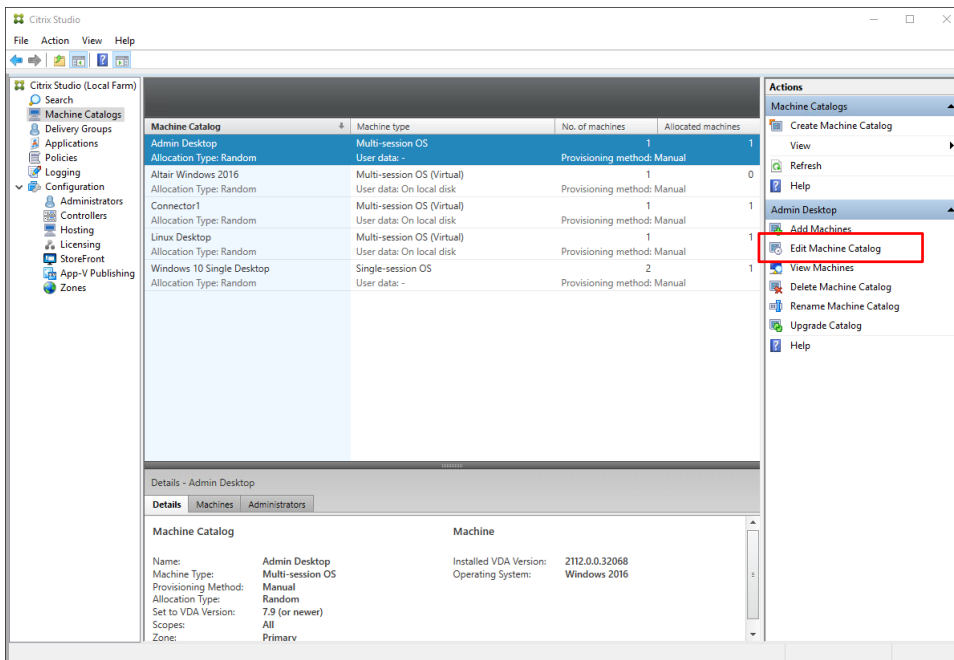 Citrix Studio
File Action View Help
Citrix Studio (Local Farm)
Search
Machine Catalogs
Delivery Groups
Applications
Policies
Logging
Configuration
Administrators
Controllers
Hosting
Licensing
StoreFront
App-V Publishing
Zones
Machine Catalog Machine type No. of machines Allocated machines
Admin Desktop Multi-session OS 1 1
Allocation Type: Random User data: - Provisioning method: Manual
Altair Windows 2016 Multi-session OS (Virtual) 1 0
Allocation Type: Random User data: On local disk Provisioning method: Manual
Connector1 Multi-session OS (Virtual) 1 1
Allocation Type: Random User data: On local disk Provisioning method: Manual
Linux Desktop Multi-session OS (Virtual) 1 1
Allocation Type: Random User data: On local disk Provisioning method: Manual
Windows 10 Single Desktop Single-session OS 2 1
Allocation Type: Random User data: - Provisioning method: Manual
Details - Admin Desktop
Details Machines Administrators
Machine Catalog Machine
Name: Admin Desktop Installed VDA Version: 2112.0.0.32068
Machine Type: Multi-session OS Operating System: Windows 2016
Provisioning Method: Manual
Allocation Type: Random
Set to VDA Version: 7.9 (or newer)
Scopes: All
Zone: Primary
Actions
Machine Catalogs
Create Machine Catalog
View
Refresh
Help
Admin Desktop
Add Machines
Edit Machine Catalog
View Machines
Delete Machine Catalog
Rename Machine Catalog
Upgrade Catalog
Help